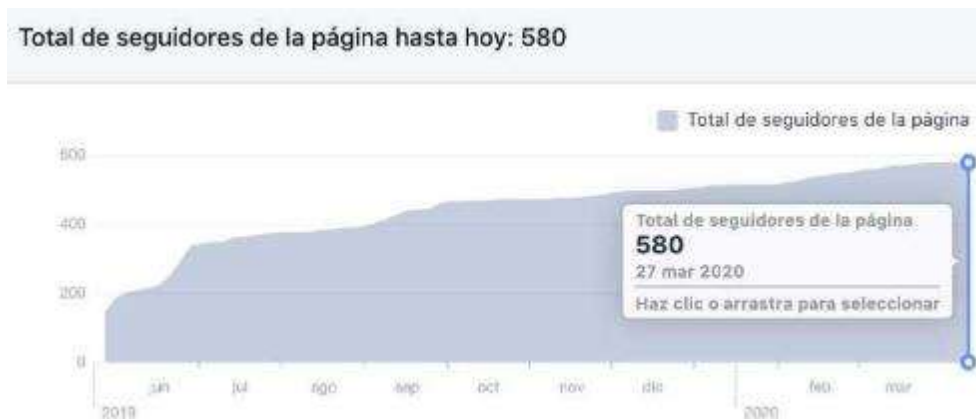 Total de seguidores de la página hasta hoy: 580
Total de seguidores de la página
600
400
200
0
Total de seguidores de la página
580
27 mar 2020
Haz clic o arrastra para seleccionar
jun jul ago sep oct nov dic feb mar
2019 2020